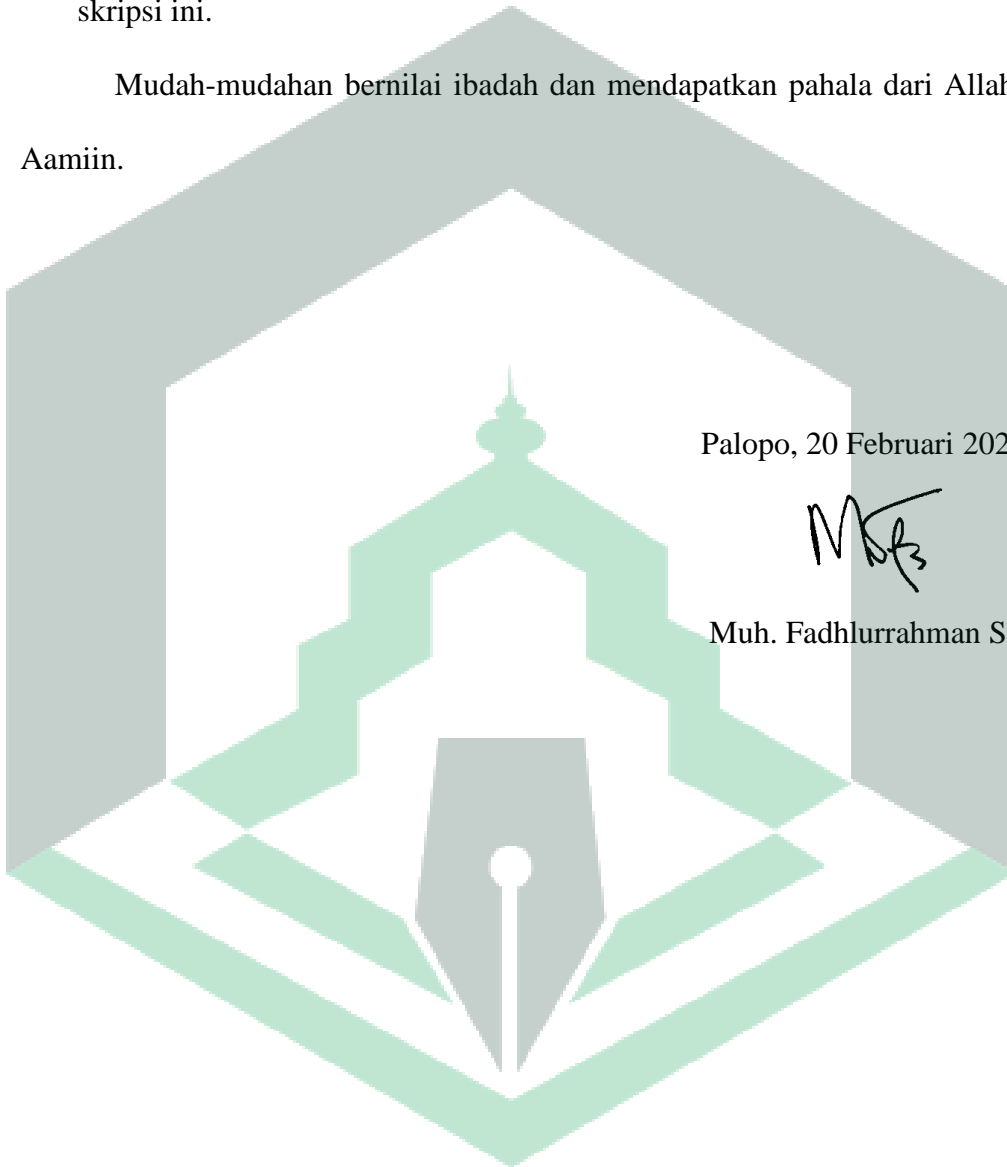 skripsi ini.
Mudah-mudahan bernilai ibadah dan mendapatkan pahala dari Allah
Aamiin.
Palopo, 20 Februari 202
Muh. Fadhlurrahman S